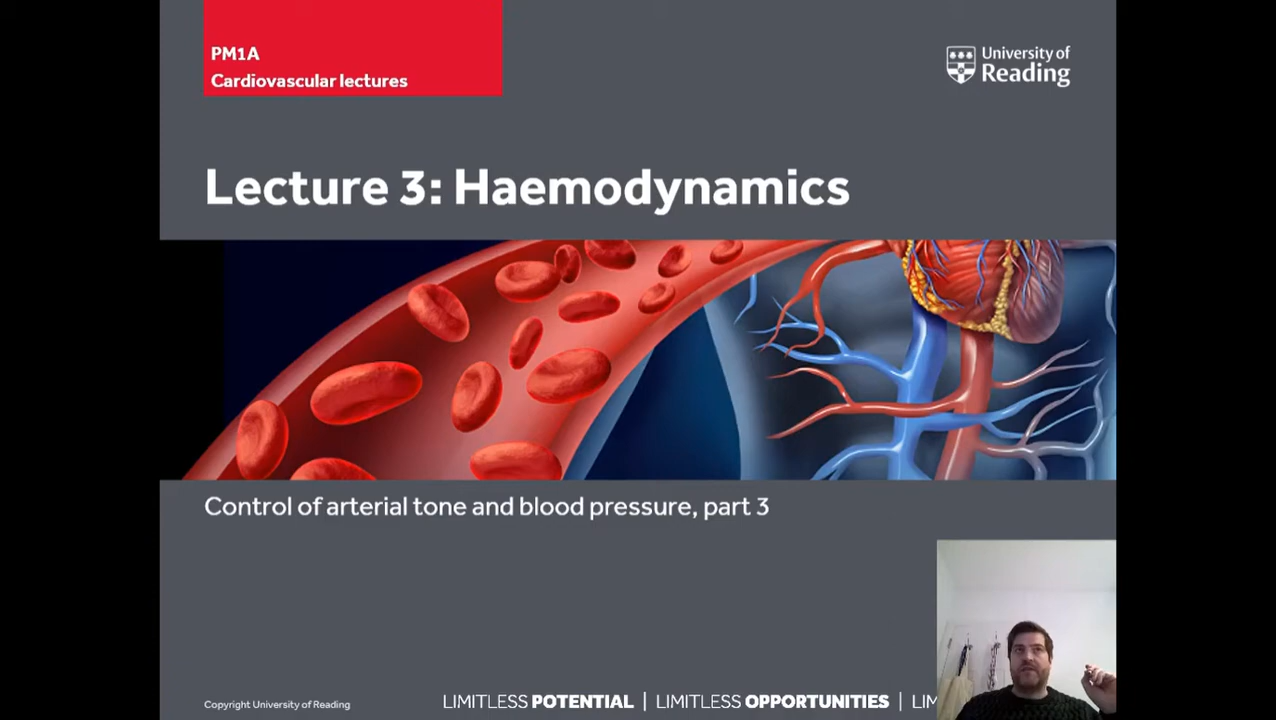 PM1A
Cardiovascular lectures
University of
Reading
Lecture 3: Haemodynamics
Control of arterial tone and blood pressure, part 3
Copyright University of Reading
LIMITLESS POTENTIAL | LIMITLESS OPPORTUNITIES | LIM